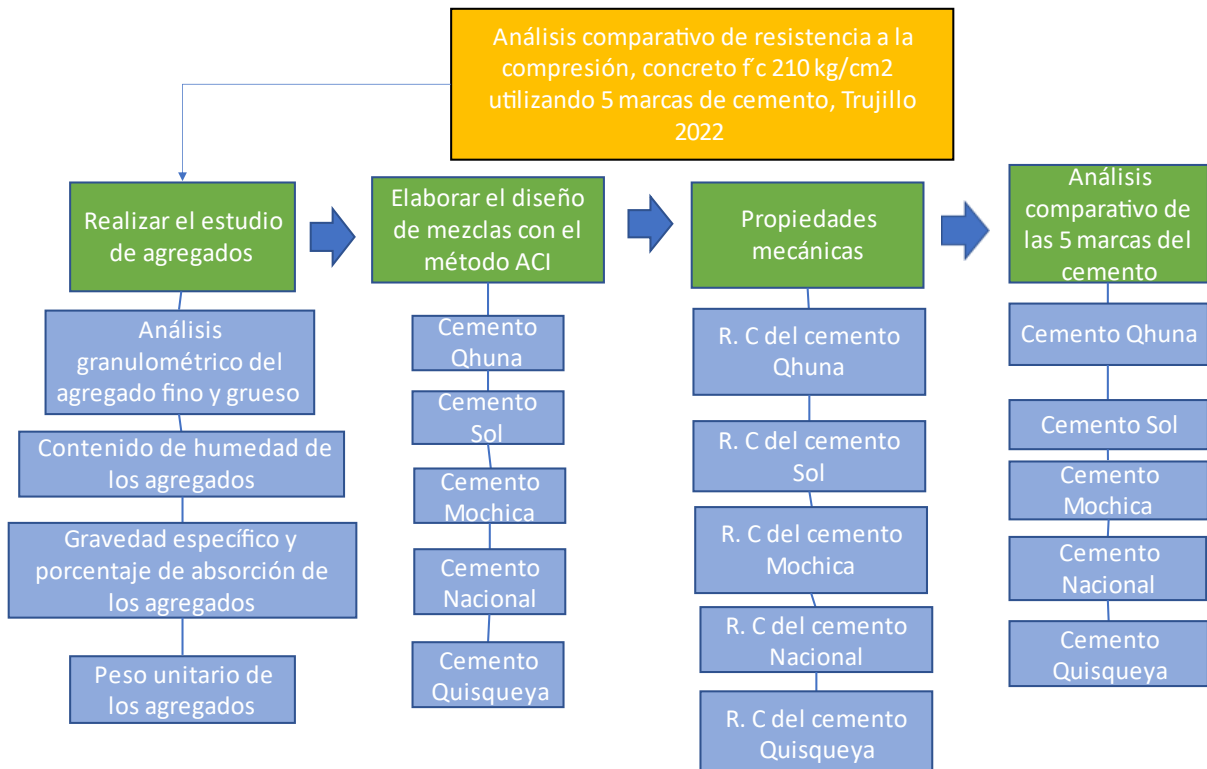 Análisis comparativo de resistencia a la
compresión, concreto f´c 210 kg/cm2
utilizando 5 marcas de cemento, Trujillo
2022
Realizar el estudio
de agregados
Análisis
granulométrico del
agregado fino y grueso
Contenido de humedad de
los agregados
Gravedad específico y
porcentaje de absorción de
los agregados
Peso unitario de
los agregados
Elaborar el diseño
de mezclas con el
método ACI
Cemento
Qhuna
Cemento
Sol
Cemento
Mochica
Cemento
Nacional
Cemento
Quisqueya
Propiedades
mecánicas
R. C del cemento
Qhuna
R. C del cemento
Sol
R. C del cemento
Mochica
R. C del cemento
Nacional
R. C del cemento
Quisqueya
Análisis
comparativo de
las 5 marcas del
cemento
Cemento Qhuna
Cemento Sol
Cemento
Mochica
Cemento
Nacional
Cemento
Quisqueya